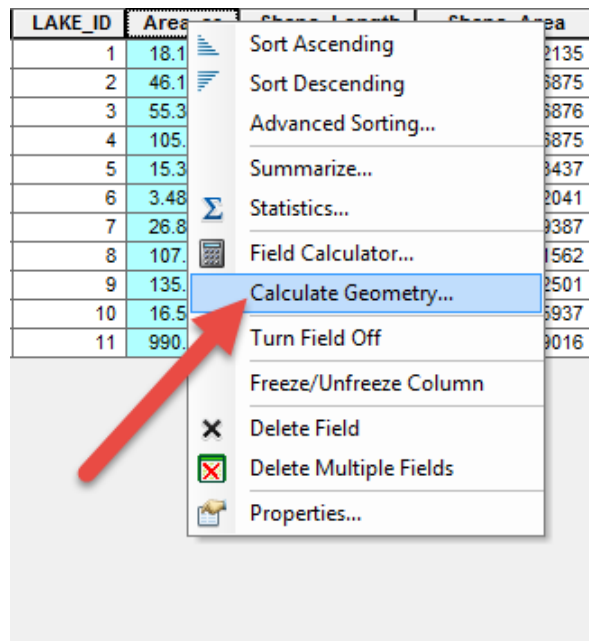 LAKE_ID Area_ac Shape_Length Shape_Area
1 18.1 2135
2 46.1 6875
3 55.3 6876
4 105. 6875
5 15.3 3437
6 3.48 2041
7 26.8 9387
8 107. 1562
9 135. 2501
10 16.5 5937
11 990. 9016
Sort Ascending
Sort Descending
Advanced Sorting...
Summarize...
Σ Statistics...
Field Calculator...
Calculate Geometry...
Turn Field Off
Freeze/Unfreeze Column
Delete Field
Delete Multiple Fields
Properties...